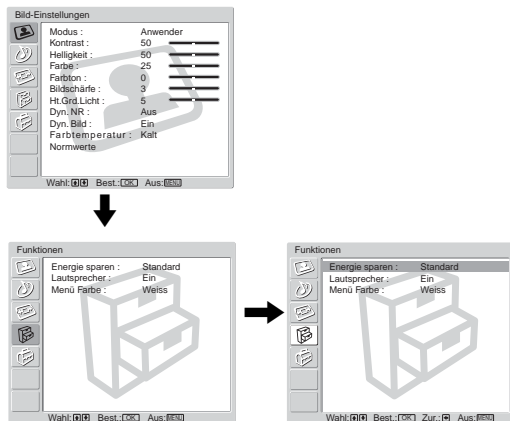 Bild-Einstellungen
Modus : Anwender
Kontrast : 50
Helligkeit : 50
Farbe : 25
Farbton : 0
Bildschärfe : 3
Ht.Grd.Licht : 5
Dyn. NR : Aus
Dyn. Bild : Ein
Farbtemperatur : Kalt
Normwerte
Wahl: Best.: OK Aus: MENU
Funktionen
Energie sparen : Standard
Lautsprecher : Ein
Menü Farbe : Weiss
Wahl: Best.: OK Aus: MENU
Funktionen
Energie sparen : Standard
Lautsprecher : Ein
Menü Farbe : Weiss
Wahl: Best.: OK Zur.: Aus: MENU